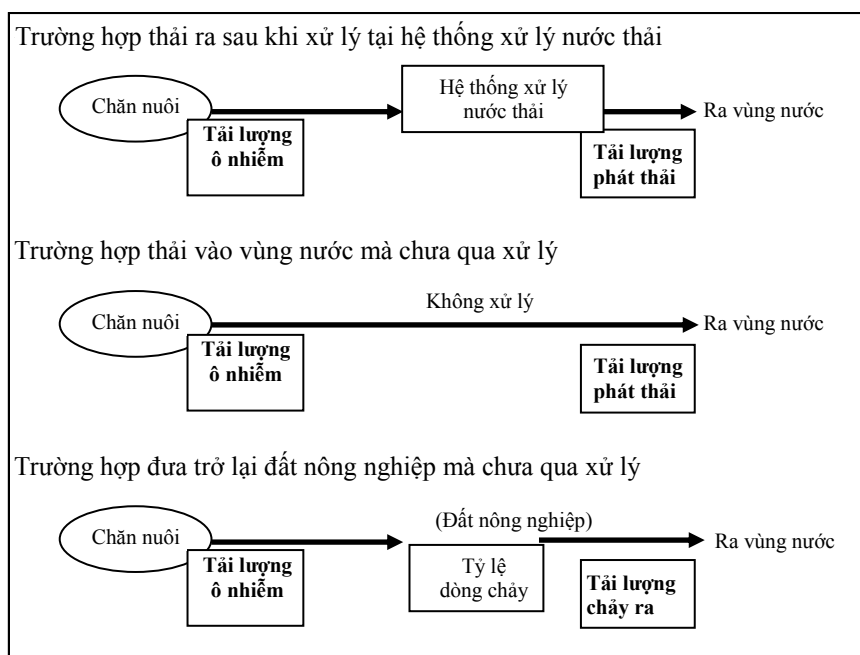 Trường hợp thải ra sau khi xử lý tại hệ thống xử lý nước thải
Chăn nuôi
Hệ thống xử lý
nước thải
Ra vùng nước
Tải lượng
ô nhiễm
Tải lượng
phát thải
Trường hợp thải vào vùng nước mà chưa qua xử lý
Chăn nuôi
Không xử lý
Ra vùng nước
Tải lượng
ô nhiễm
Tải lượng
phát thải
Trường hợp đưa trở lại đất nông nghiệp mà chưa qua xử lý
Chăn nuôi
(Đất nông nghiệp)
Ra vùng nước
Tải lượng
ô nhiễm
Tỷ lệ
dòng chảy
Tải lượng
chảy ra